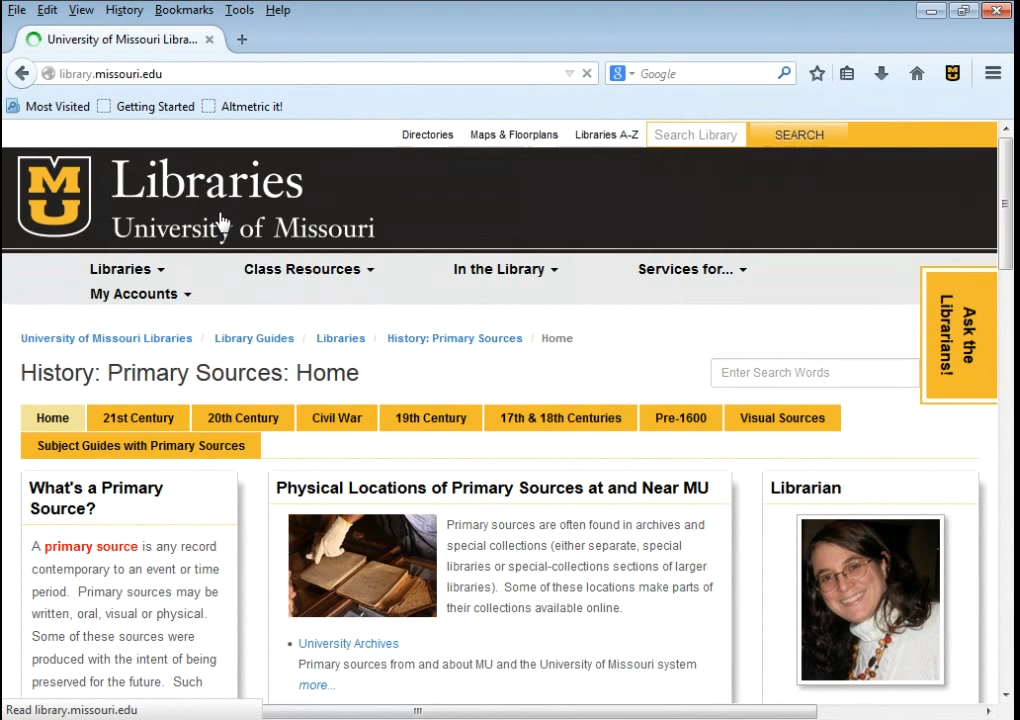 File Edit View History Bookmarks Tools Help
University of Missouri Libra...
library.missouri.edu
Google
Most Visited Getting Started Altmetric it!
Directories Maps & Floorplans Libraries A-Z Search Library SEARCH
MU
Libraries
University of Missouri
Libraries Class Resources In the Library Services for...
My Accounts
Ask the
Librarians!
University of Missouri Libraries / Library Guides / Libraries / History: Primary Sources / Home
History: Primary Sources: Home
Enter Search Words
Home 21st Century 20th Century Civil War 19th Century 17th & 18th Centuries Pre-1600 Visual Sources
Subject Guides with Primary Sources
What's a Primary
Source?
A primary source is any record
contemporary to an event or time
period. Primary sources may be
written, oral, visual or physical.
Some of these sources were
produced with the intent of being
preserved for the future. Such
Physical Locations of Primary Sources at and Near MU
Primary sources are often found in archives and
special collections (either separate, special
libraries or special-collections sections of larger
libraries). Some of these locations make parts of
their collections available online.
• University Archives
Primary sources from and about MU and the University of Missouri system
more...
Librarian
Read library.missouri.edu